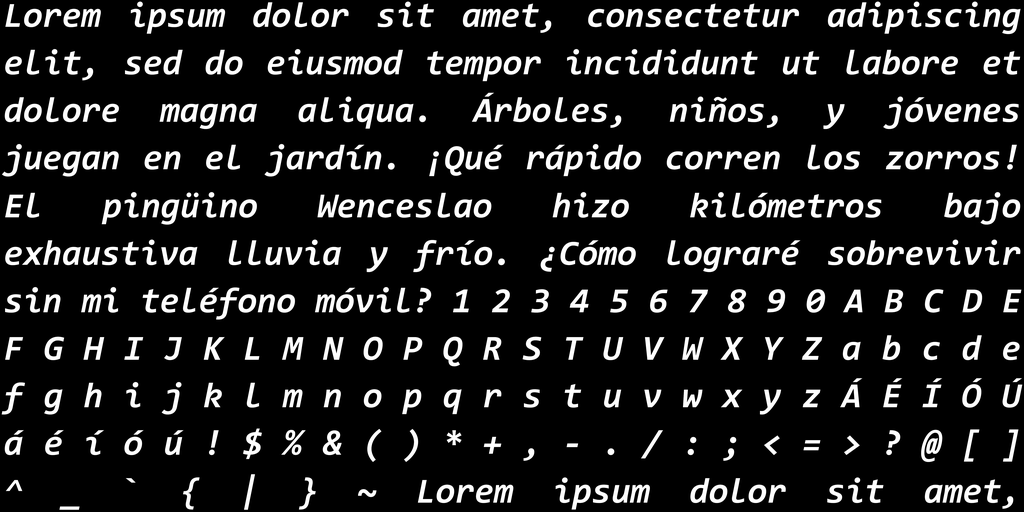 Lorem ipsum dolor sit amet, consectetur adipiscing
elit, sed do eiusmod tempor incididunt ut labore et
dolore magna aliqua. Árboles, niños, y jóvenes
juegan en el jardín. ¡Qué rápido corren los zorros!
El pingüino Wenceslao hizo kilómetros bajo
exhaustiva lluvia y frío. ¿Cómo lograré sobrevivir
sin mi teléfono móvil? 1 2 3 4 5 6 7 8 9 0 A B C D E
F G H I J K L M N O P Q R S T U V W X Y Z a b c d e
f g h i j k l m n o p q r s t u v w x y z Á É Í Ó Ú
á é í ó ú ! $ % & ( ) * + , - . / : ; < = > ? @ [ ]
^ _ ` { | } ~ Lorem ipsum dolor sit amet,